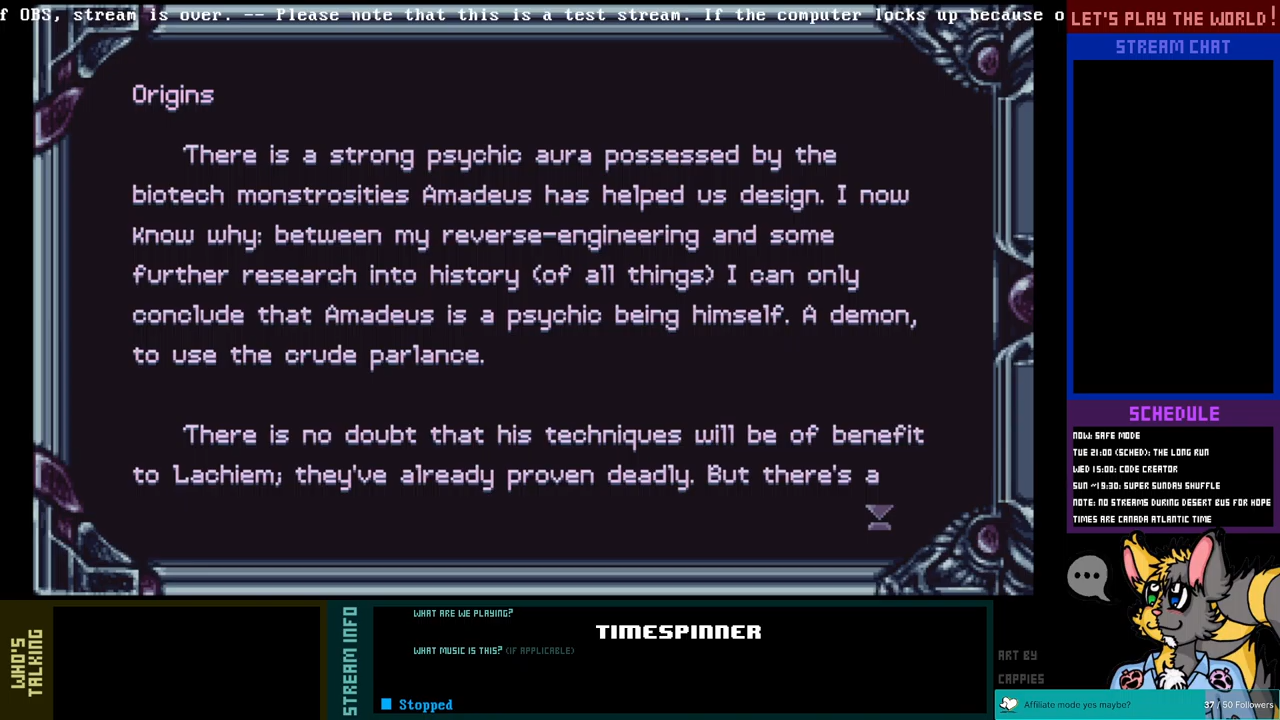 f OBS, stream is over. -- Please note that this is a test stream. If the computer locks up because o
LET'S PLAY THE WORLD!
STREAM CHAT
Origins
There is a strong psychic aura possessed by the
biotech monstrosities Amadeus has helped us design. I now
know why: between my reverse-engineering and some
further research into history (of all things) I can only
conclude that Amadeus is a psychic being himself. A demon,
to use the crude parlance.
There is no doubt that his techniques will be of benefit
to Lachiem; they've already proven deadly. But there's a
SCHEDULE
NOW: SAFE MODE
TUE 21:00 (SCHED): THE LONG RUN
WED 15:00: CODE CREATOR
SUN ~19:30: SUPER SUNDAY SHUFFLE
NOTE: NO STREAMS DURING DESERT BUS FOR HOPE
TIMES ARE CANADA ATLANTIC TIME
WHO'S
TALKING
STREAM INFO
WHAT ARE WE PLAYING?
TIMESPINNER
WHAT MUSIC IS THIS? (IF APPLICABLE)
Stopped
ART BY
CAPPIES
Affiliate mode yes maybe?
37 / 50 Followers